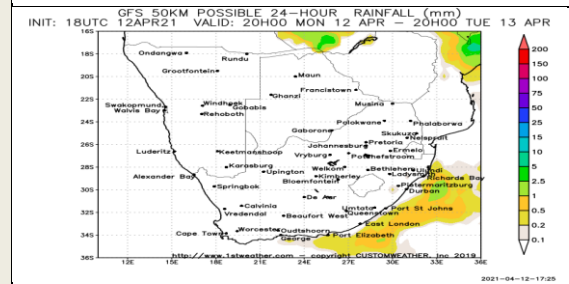 GFS 50KM POSSIBLE 24-HOUR RAINFALL (mm)
INIT: 18UTC 12APR21 VALID: 20H00 MON 12 APR - 20H00 TUE 13 APR
16S
18S
20S
22S
24S
26S
28S
30S
32S
34S
36S
Ondangwa
Rundu
Grootfontein
Maun
Ghanzi
Francistown
Swakopmund
Walvis Bay
Windhoek
Gobabis
Rehoboth
Musina
Polokwane
Phalaborwa
Gaborone
Skukuza
Nelspruit
Pretoria
Johannesburg
Ermelo
Luderitz
Keetmanshoop
Vryburg
Potchefstroom
Karasburg
Upington
Welkom
Bethlehem
Ulundi
Ladysmith
Richards Bay
Alexander Bay
Kimberley
Bloemfontein
Pietermaritzburg
Durban
Springbok
De Aar
Calvinia
Vredendal
Beaufort West
Umtata
Port St Johns
Queenstown
East London
Cape Town
Worcester
Oudtshoorn
George
Port Elizabeth
http://www.1stweather.com - copyright CUSTOMWEATHER, Inc 2019
12E
15E
18E
21E
24E
27E
30E
33E
36E
200
150
100
75
50
25
15
10
5
2.5
1
0.5
0.2
0.1
2021-04-12-17:25